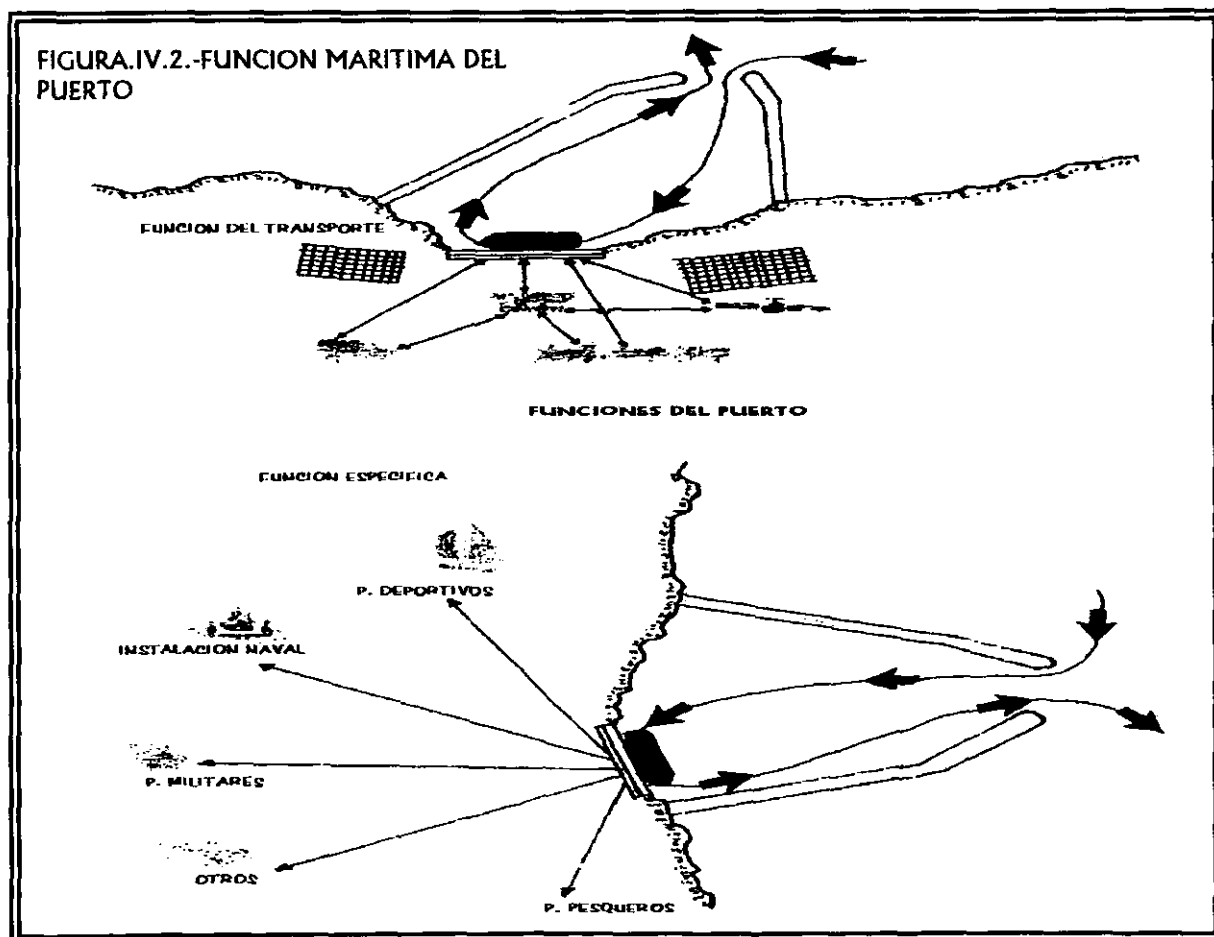 FIGURA.IV.2.-FUNCION MARITIMA DEL
PUERTO
FUNCION DEL TRANSPORTE
FUNCIONES DEL PUERTO
FUNCION ESPECIFICA
P. DEPORTIVOS
INSTALACION NAVAL
P. MILITARES
OTROS
P. PESQUEROS